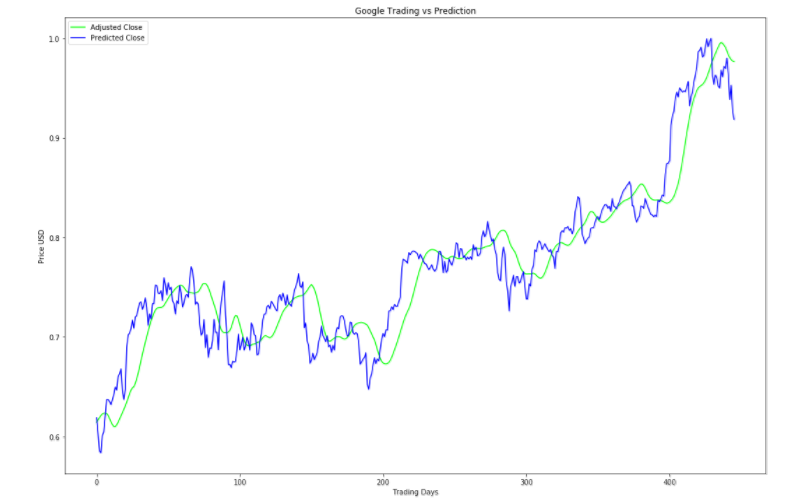 Google Trading vs Prediction
Adjusted Close
Predicted Close
1.0
0.9
0.8
0.7
0.6
Price USD
0
100
200
300
400
Trading Days